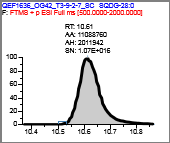 QEF1636_OG42_T3-9-2-7_SC SQDG-28:0
F: FTMS + p ESI Full ms [500.0000-2000.0000]
RT: 10.61
AA: 11088760
AH: 2011942
SN: 1.07E+016
100
80
60
40
20
0
10.4 10.5 10.6 10.7 10.8